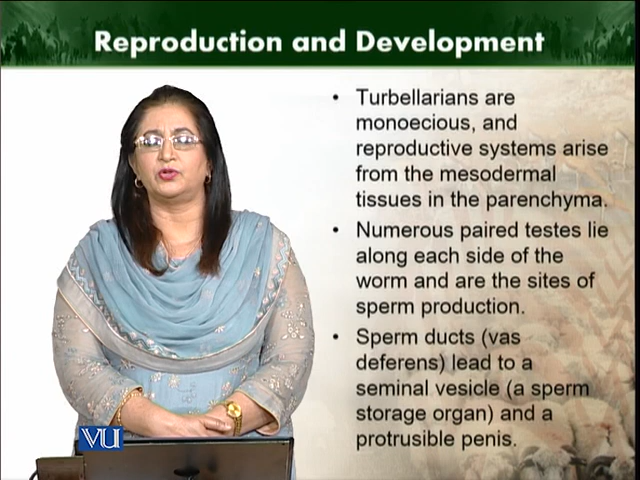 Reproduction and Development
• Turbellarians are
monoecious, and
reproductive systems arise
from the mesodermal
tissues in the parenchyma.
• Numerous paired testes lie
along each side of the
worm and are the sites of
sperm production.
• Sperm ducts (vas
deferens) lead to a
seminal vesicle (a sperm
storage organ) and a
protrusible penis.
VU